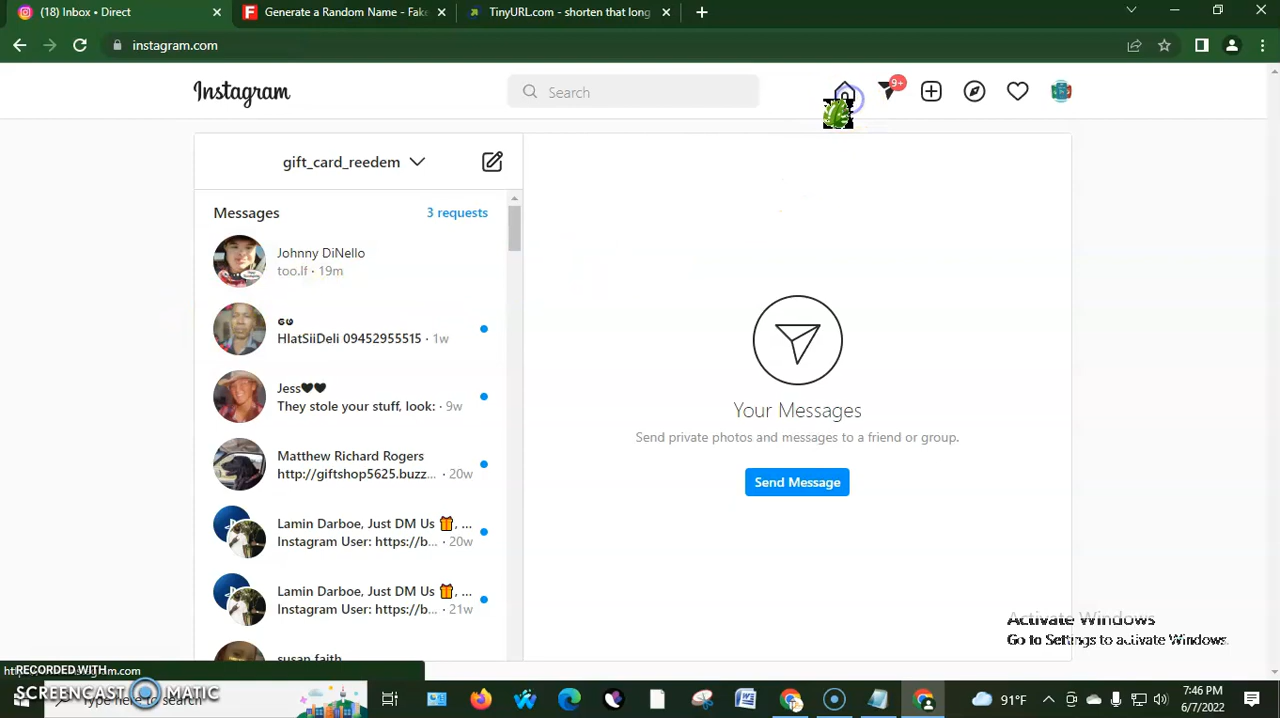 (18) Inbox • Direct
Generate a Random Name - Fake
TinyURL.com - shorten that long
instagram.com
Instagram
Search
9+
gift_card_reedem
Messages
3 requests
Johnny DiNello
too.lf · 19m
HlatSiiDeli 09452955515 · 1w
Jess🖤🖤
They stole your stuff, look: · 9w
Matthew Richard Rogers
http://giftshop5625.buzz... · 20w
Lamin Darboe, Just DM Us 🎁, ...
Instagram User: https://b... · 20w
Lamin Darboe, Just DM Us 🎁, ...
Instagram User: https://b... · 21w
susan faith
Your Messages
Send private photos and messages to a friend or group.
Send Message
Activate Windows
Go to Settings to activate Windows.
RECORDED WITH
SCREENCAST MATIC
Type here to search
91°F
7:46 PM
6/7/2022